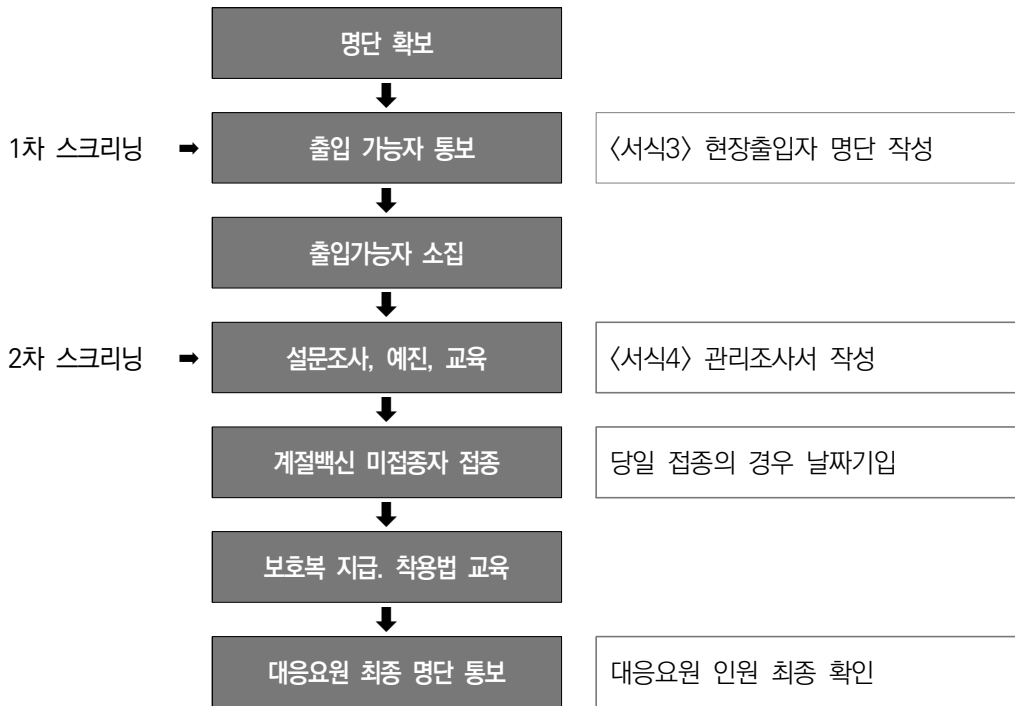 명단 확보
1차 스크리닝 ➡ 출입 가능자 통보 〈서식3〉 현장출입자 명단 작성
출입가능자 소집
2차 스크리닝 ➡ 설문조사, 예진, 교육 〈서식4〉 관리조사서 작성
계절백신 미접종자 접종 당일 접종의 경우 날짜기입
보호복 지급. 착용법 교육
대응요원 최종 명단 통보 대응요원 인원 최종 확인